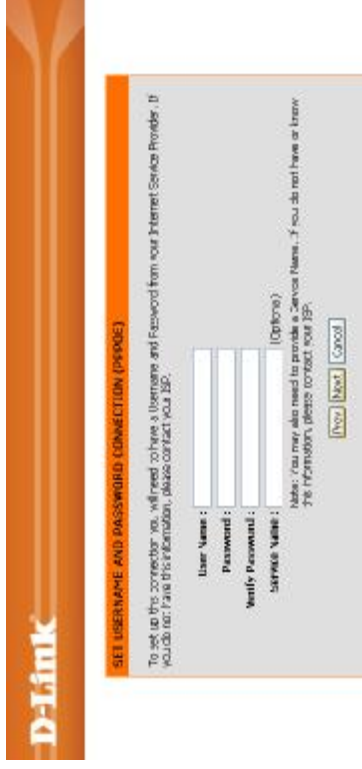 D-Link
SET USERNAME AND PASSWORD CONNECTION (PPPOE)
To set up this connection you will need to have a Username and Password from your Internet Service Provider. If
you do not have this information, please contact your ISP.
User Name :
Password :
Verify Password :
Service Name : (Optional)
Note: You may also need to provide a Service Name. If you do not have or know
this information, please contact your ISP.
Prev Next Cancel